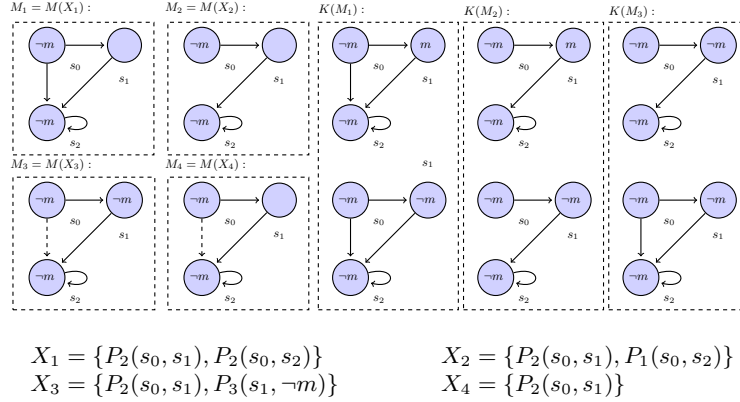 M₁ = M(X₁) : M₂ = M(X₂) : K(M₁) : K(M₂) : K(M₃) :
¬m ¬m ¬m m ¬m m ¬m ¬m
s₀ s₀ s₀ s₀ s₀
s₁ s₁ s₁ s₁ s₁
¬m ¬m ¬m ¬m ¬m
s₂ s₂ s₂ s₂ s₂
M₃ = M(X₃) : M₄ = M(X₄) : s₁
¬m ¬m ¬m ¬m ¬m ¬m ¬m ¬m ¬m
s₀ s₀ s₀ s₀ s₀
s₁ s₁
¬m ¬m ¬m ¬m ¬m
s₂ s₂ s₂ s₂ s₂
X₁ = {P₂(s₀, s₁), P₂(s₀, s₂)} X₂ = {P₂(s₀, s₁), P₁(s₀, s₂)}
X₃ = {P₂(s₀, s₁), P₃(s₁, ¬m)} X₄ = {P₂(s₀, s₁)}